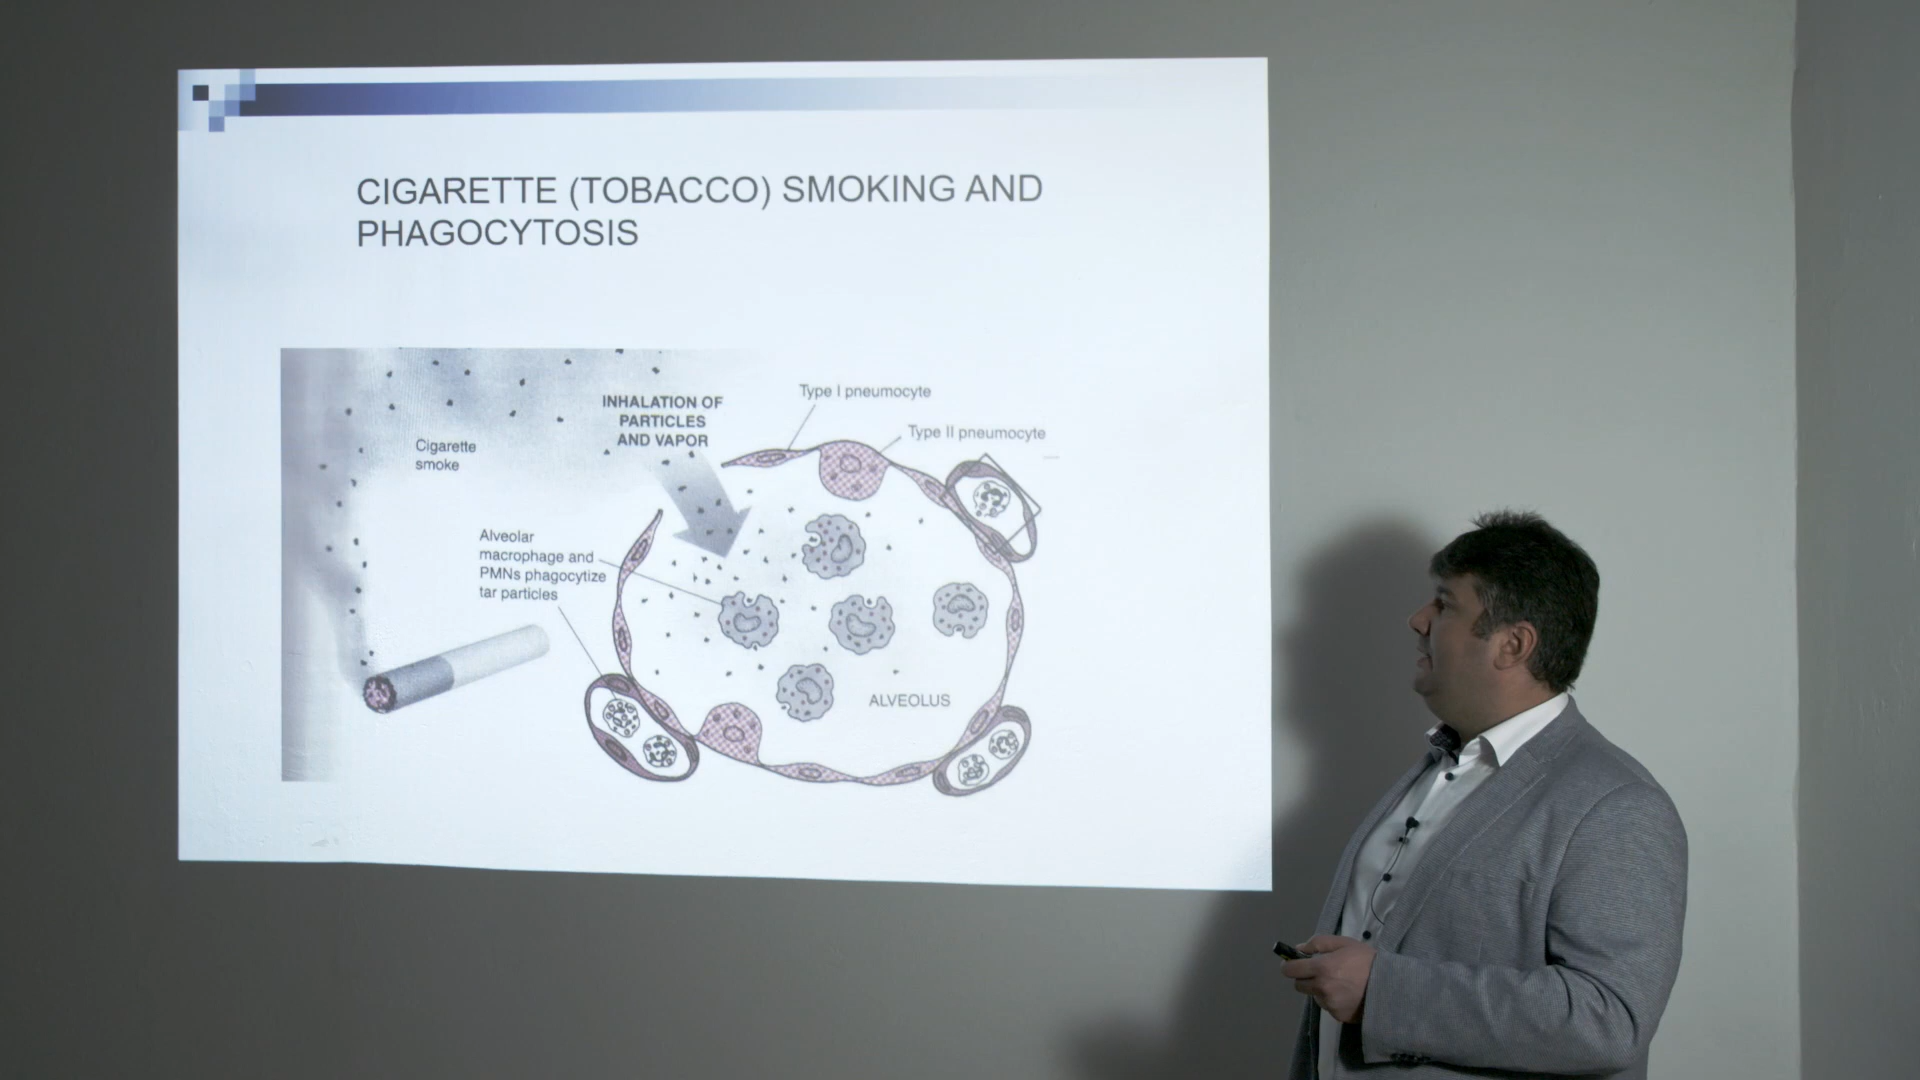 CIGARETTE (TOBACCO) SMOKING AND
PHAGOCYTOSIS
INHALATION OF
PARTICLES
AND VAPOR
Type I pneumocyte
Type II pneumocyte
Cigarette
smoke
Alveolar
macrophage and
PMNs phagocytize
tar particles
ALVEOLUS